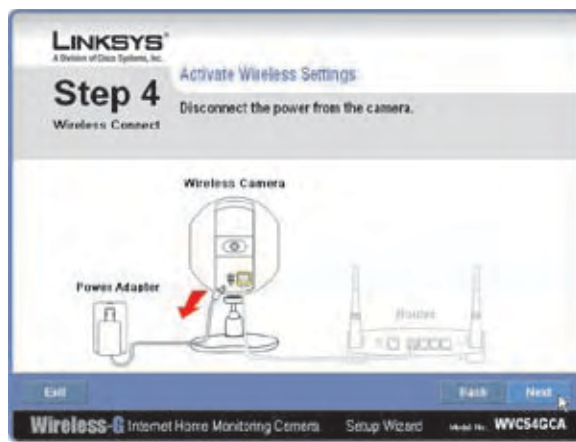 LINKSYS®
A Division of Cisco Systems, Inc.
Step 4
Wireless Connect
Activate Wireless Settings
Disconnect the power from the camera.
Wireless Camera
Power Adapter
Router
Exit
Back
Next
Wireless-G Internet Home Monitoring Camera Setup Wizard Model No. WVC54GCA